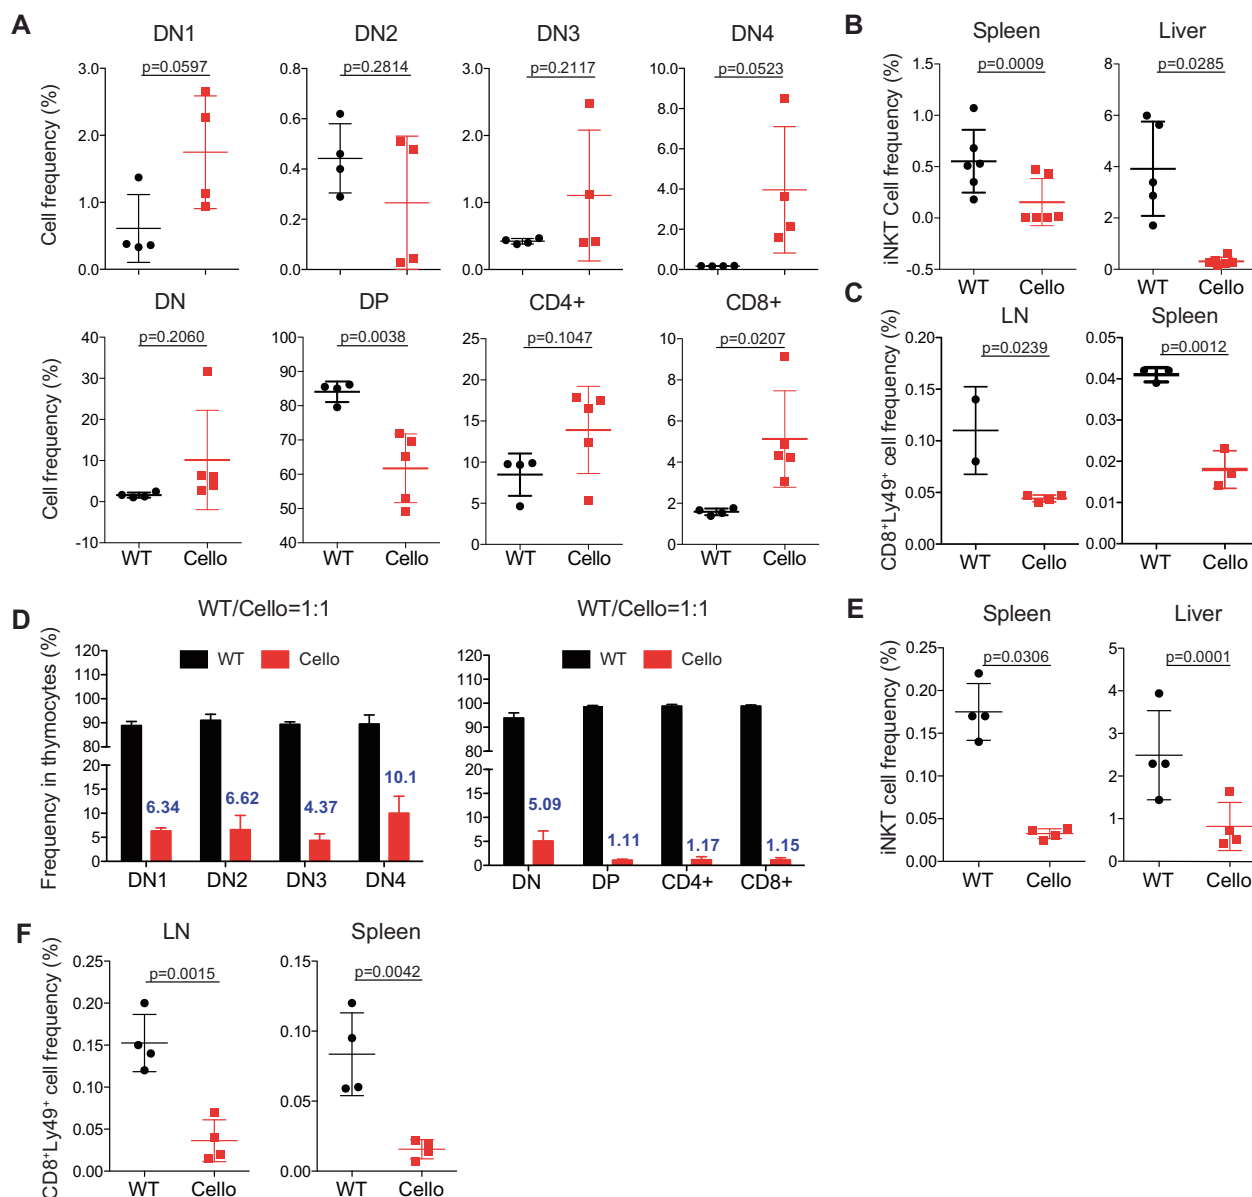 A
DN1
DN2
DN3
DN4
p=0.0597
p=0.2814
p=0.2117
p=0.0523
Cell frequency (%)
3.0
2.0
1.0
0.0
0.8
0.6
0.4
0.2
0.0
3.0
2.0
1.0
0.0
10.0
8.0
6.0
4.0
2.0
0.0
DN
DP
CD4+
CD8+
p=0.2060
p=0.0038
p=0.1047
p=0.0207
Cell frequency (%)
40
30
20
10
0
-10
WT Cello
100
90
80
70
60
50
40
WT Cello
25
20
15
10
5
0
WT Cello
10
8
6
4
2
0
WT Cello
B
Spleen
Liver
p=0.0009
p=0.0285
iNKT Cell frequency (%)
1.5
1.0
0.5
0.0
-0.5
WT Cello
8
6
4
2
0
WT Cello
C
LN
Spleen
p=0.0239
p=0.0012
CD8⁺Ly49⁺ cell frequency (%)
0.20
0.15
0.10
0.05
0.00
WT Cello
0.05
0.04
0.03
0.02
0.01
0.00
WT Cello
D
WT/Cello=1:1
WT/Cello=1:1
Frequency in thymocytes (%)
WT Cello
WT Cello
120
110
100
90
80
20
15
10
5
0
6.34
6.62
4.37
10.1
DN1 DN2 DN3 DN4
120
110
100
90
80
20
15
10
5
0
5.09
1.11
1.17
1.15
DN DP CD4+ CD8+
E
Spleen
Liver
p=0.0306
p=0.0001
iNKT cell frequency (%)
0.25
0.20
0.15
0.10
0.05
0.00
WT Cello
5
4
3
2
1
0
WT Cello
F
LN
Spleen
p=0.0015
p=0.0042
CD8⁺Ly49⁺ cell frequency (%)
0.25
0.20
0.15
0.10
0.05
0.00
WT Cello
0.15
0.10
0.05
0.00
WT Cello